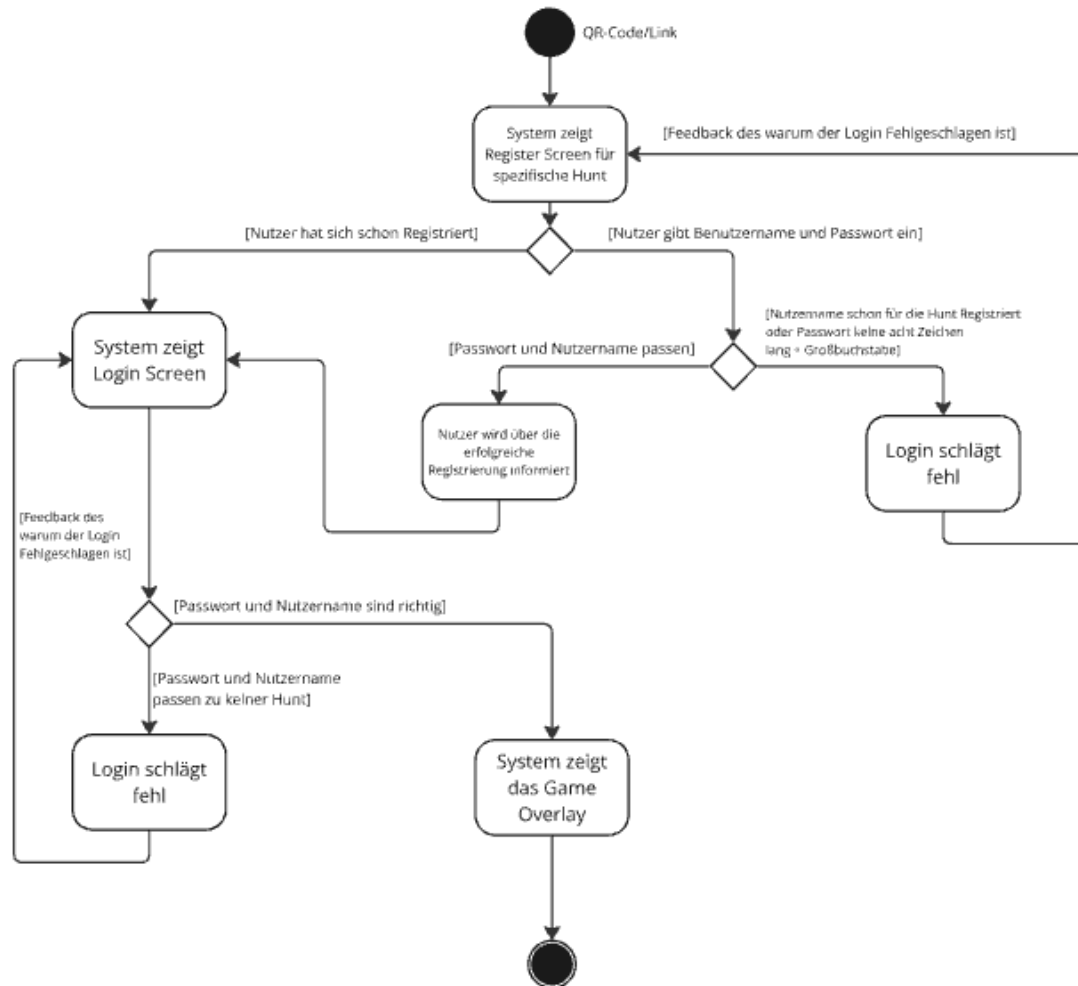 QR-Code/Link
System zeigt
Register Screen für
spezifische Hunt
[Feedback des warum der Login Fehlgeschlagen ist]
[Nutzer hat sich schon Registriert]
[Nutzer gibt Benutzername und Passwort ein]
System zeigt
Login Screen
[Passwort und Nutzername passen]
[Nutzername schon für die Hunt Registriert
oder Passwort keine acht Zeichen
lang + Großbuchstabe]
Nutzer wird über die
erfolgreiche
Registrierung informiert
Login schlägt
fehl
[Feedback des
warum der Login
Fehlgeschlagen ist]
[Passwort und Nutzername sind richtig]
[Passwort und Nutzername
passen zu keiner Hunt]
Login schlägt
fehl
System zeigt
das Game
Overlay